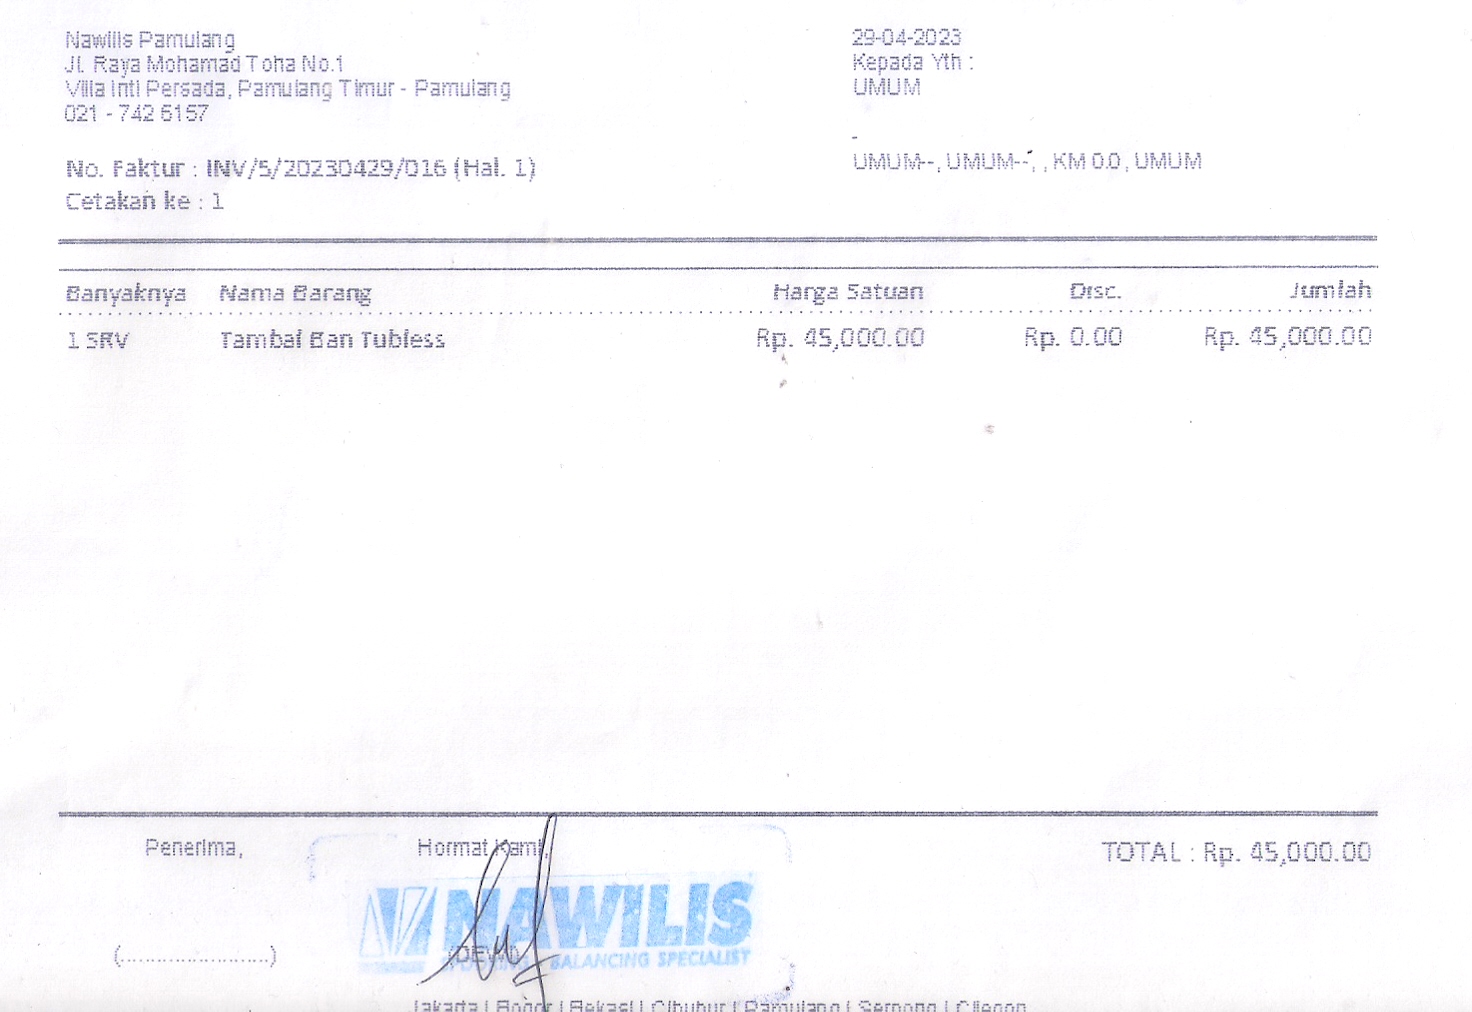 Nawilis Pamulang
Jl. Raya Mohamad Toha No.1
Villa Inti Persada, Pamulang Timur - Pamulang
021 - 742 6157
29-04-2023
Kepada Yth :
UMUM
-
No. Faktur : INV/5/20230429/016 (Hal. 1)
UMUM--, UMUM--, , KM 0.0, UMUM
Cetakan ke : 1
Banyaknya Nama Barang Harga Satuan Disc. Jumlah
1 SRV Tambal Ban Tubless Rp. 45,000.00 Rp. 0.00 Rp. 45,000.00
Penerima, Hormat Kami, TOTAL : Rp. 45,000.00
NAWILIS
(........................) (DEWI)
SPOORING BALANCING SPECIALIST
Jakarta | Bogor | Bekasi | Cibubur | Pamulang | Serpong | Cilegon